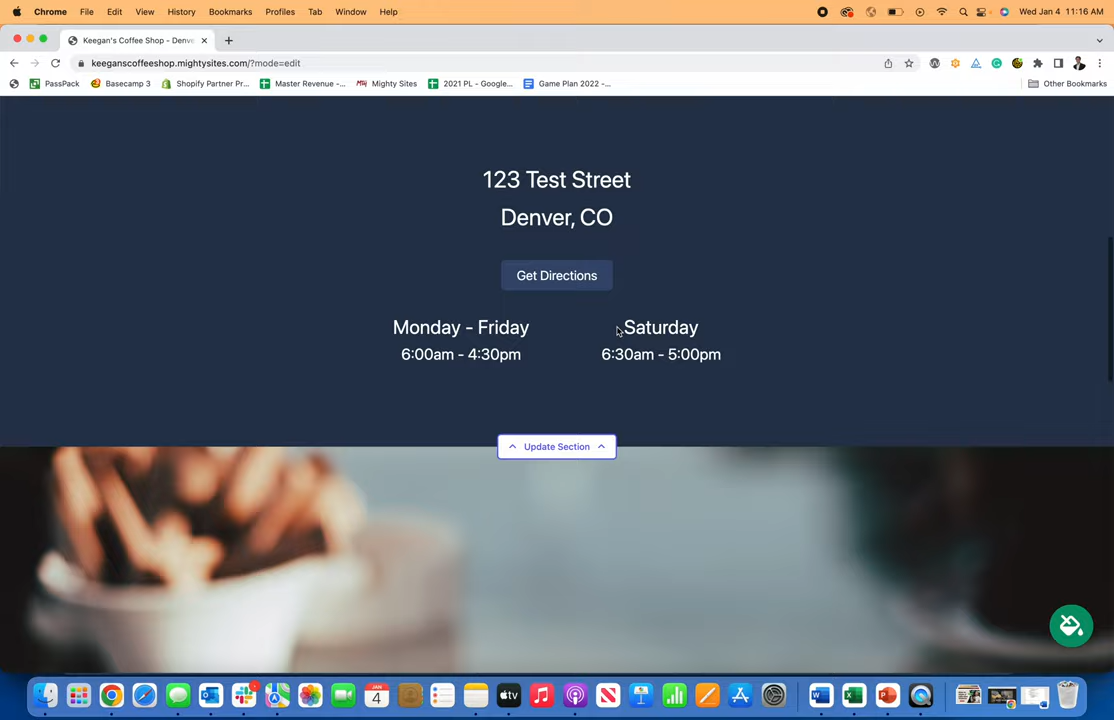 Chrome File Edit View History Bookmarks Profiles Tab Window Help Wed Jan 4 11:16 AM
Keegan's Coffee Shop - Denve
keeganscoffeeshop.mightysites.com/?mode=edit
PassPack Basecamp 3 Shopify Partner Pr... Master Revenue -... Mighty Sites 2021 PL - Google... Game Plan 2022 -... Other Bookmarks
123 Test Street
Denver, CO
Get Directions
Monday - Friday Saturday
6:00am - 4:30pm 6:30am - 5:00pm
Update Section
JAN
4
tv